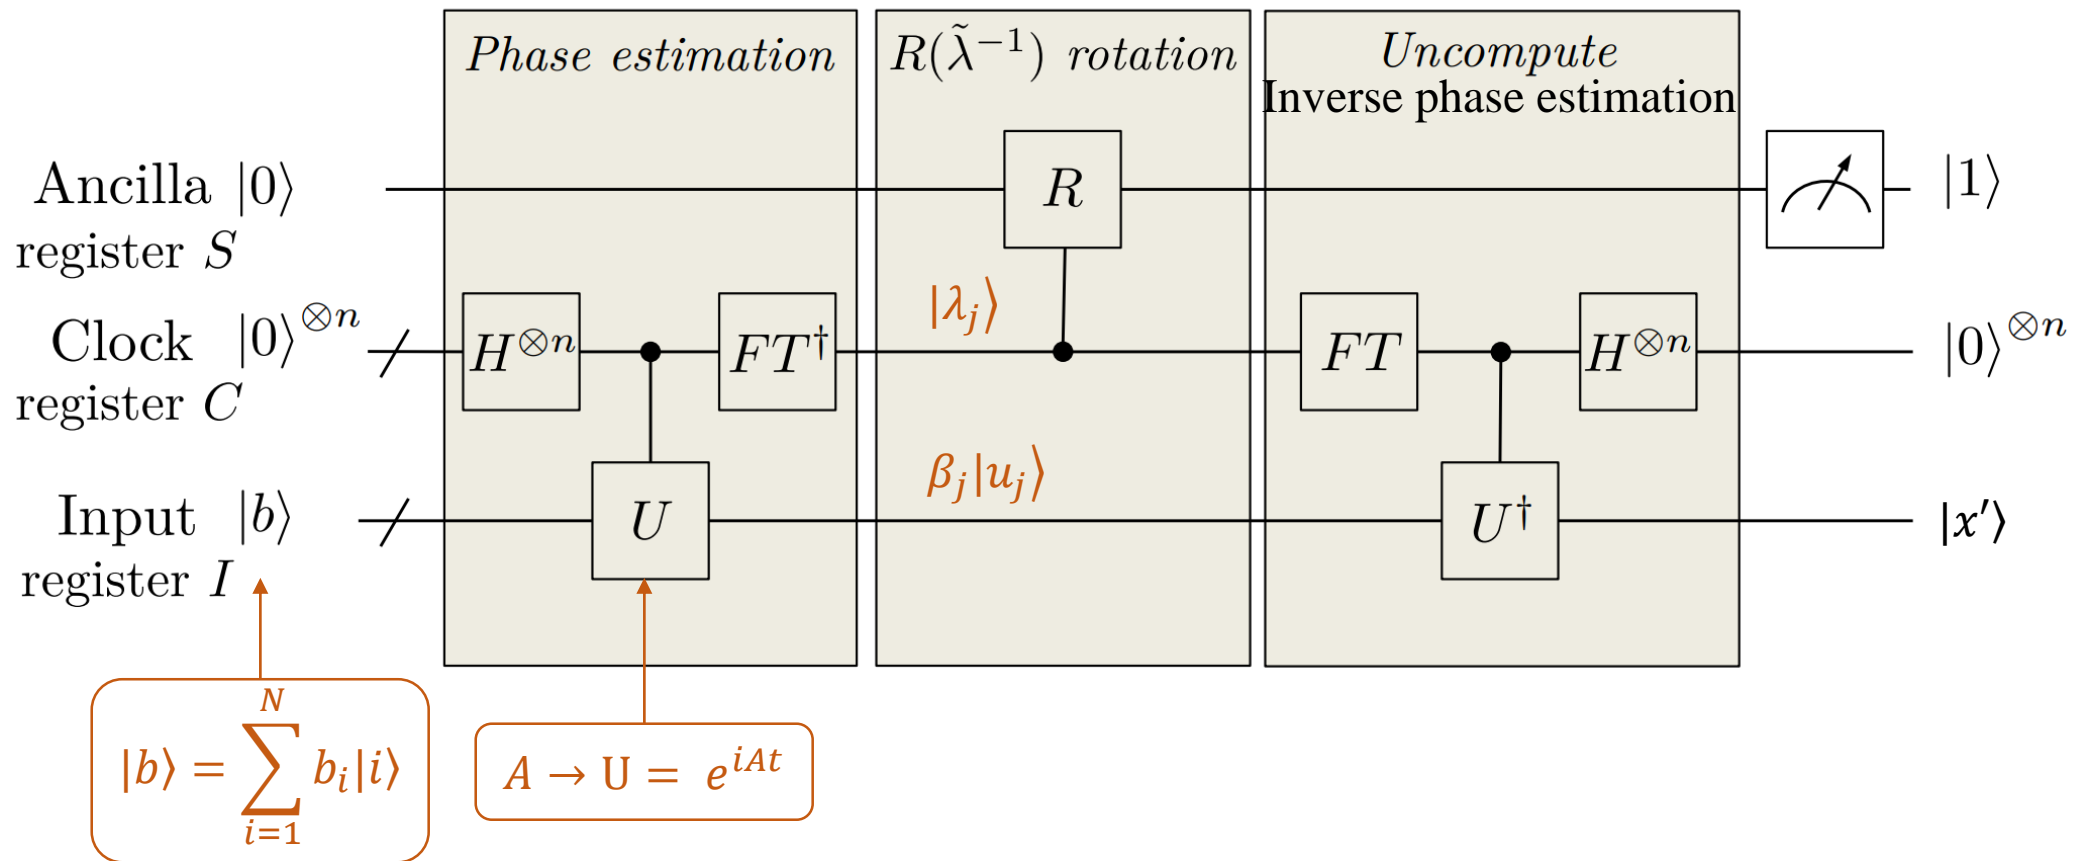 Phase estimation
R(λ̃⁻¹) rotation
Uncompute
Inverse phase estimation
Ancilla |0⟩
register S
R
|1⟩
|λⱼ⟩
Clock |0⟩^⊗n
register C
H^⊗n
FT†
FT
H^⊗n
|0⟩^⊗n
βⱼ|uⱼ⟩
Input |b⟩
register I
U
U†
|x′⟩
|b⟩ = ∑_{i=1}^{N} bᵢ|i⟩
A → U = e^{iAt}